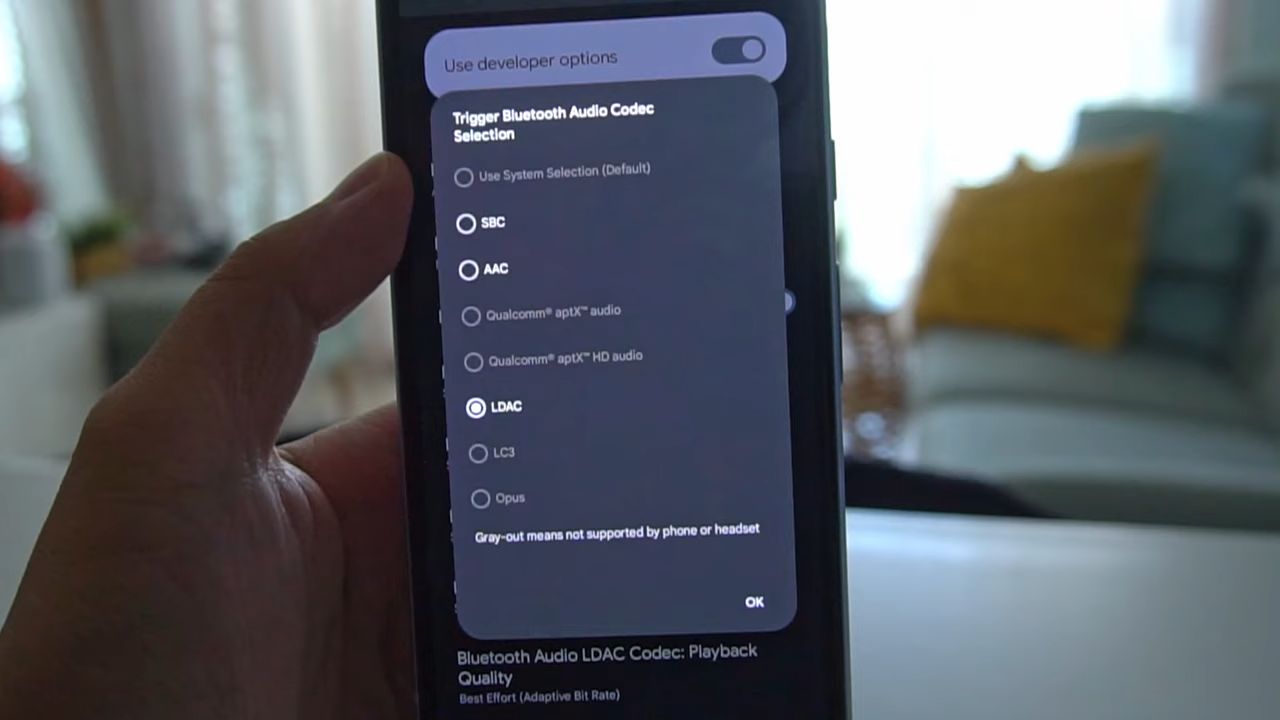 Use developer options
Trigger Bluetooth Audio Codec
Selection
Use System Selection (Default)
SBC
AAC
Qualcomm® aptX™ audio
Qualcomm® aptX™ HD audio
LDAC
LC3
Opus
Gray-out means not supported by phone or headset
OK
Bluetooth Audio LDAC Codec: Playback
Quality
Best Effort (Adaptive Bit Rate)